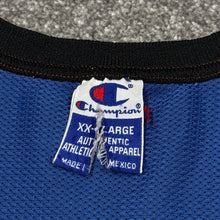 Champion
XX-LARGE
AUTHENTIC
ATHLETIC APPAREL
MADE IN MEXICO